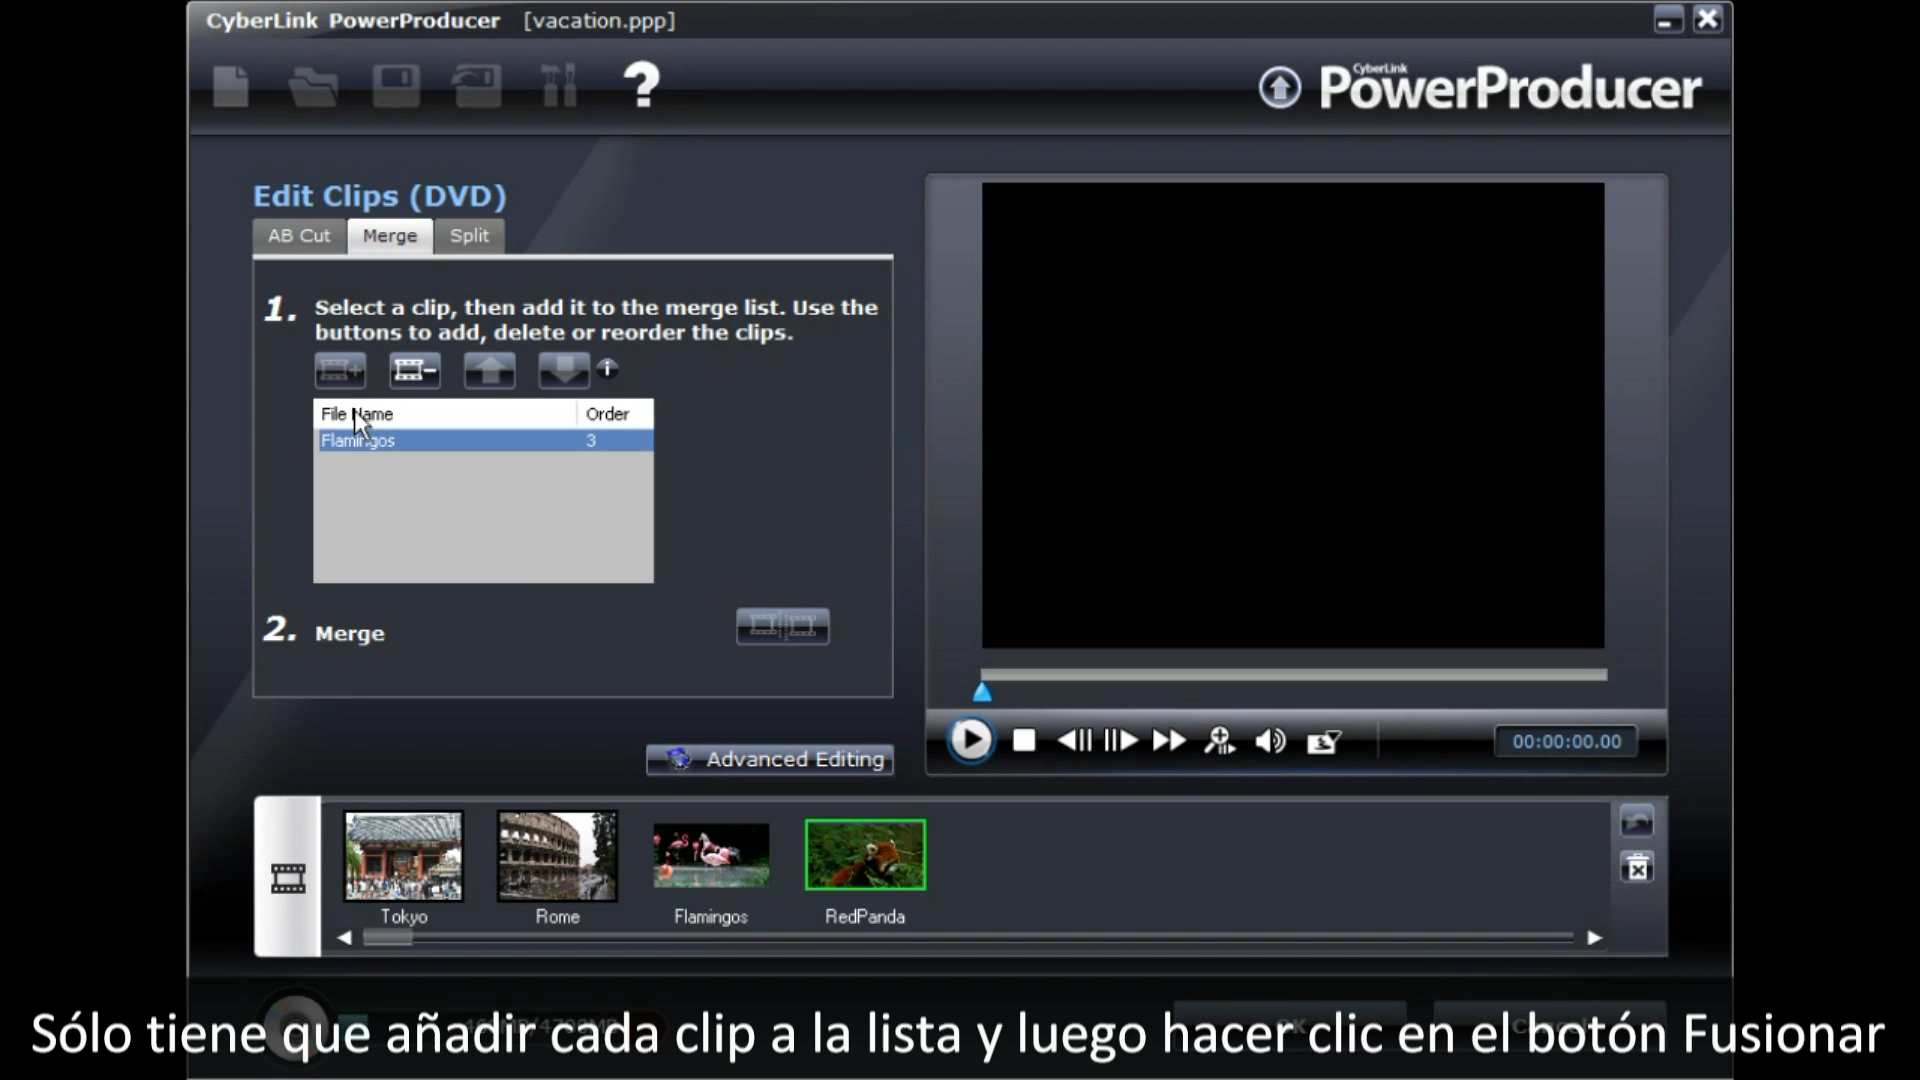 CyberLink PowerProducer [vacation.ppp]
?
CyberLink
PowerProducer
Edit Clips (DVD)
AB Cut Merge Split
1. Select a clip, then add it to the merge list. Use the
buttons to add, delete or reorder the clips.
i
File Name Order
Flamingos 3
2. Merge
Advanced Editing
00:00:00.00
Tokyo Rome Flamingos RedPanda
Sólo tiene que añadir cada clip a la lista y luego hacer clic en el botón Fusionar